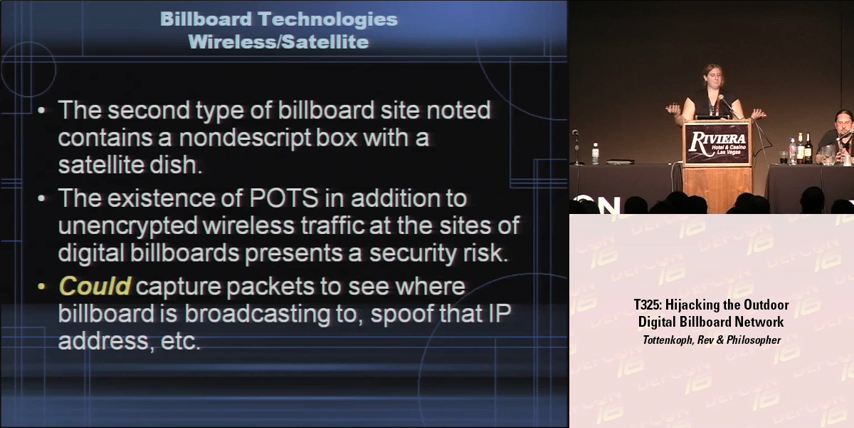 Billboard Technologies
Wireless/Satellite
• The second type of billboard site noted
contains a nondescript box with a
satellite dish.
• The existence of POTS in addition to
unencrypted wireless traffic at the sites of
digital billboards presents a security risk.
• Could capture packets to see where
billboard is broadcasting to, spoof that IP
address, etc.
RIVIERA
Hotel & Casino
Las Vegas
ON
T325: Hijacking the Outdoor
Digital Billboard Network
Tottenkoph, Rev & Philosopher
DEFCON
16